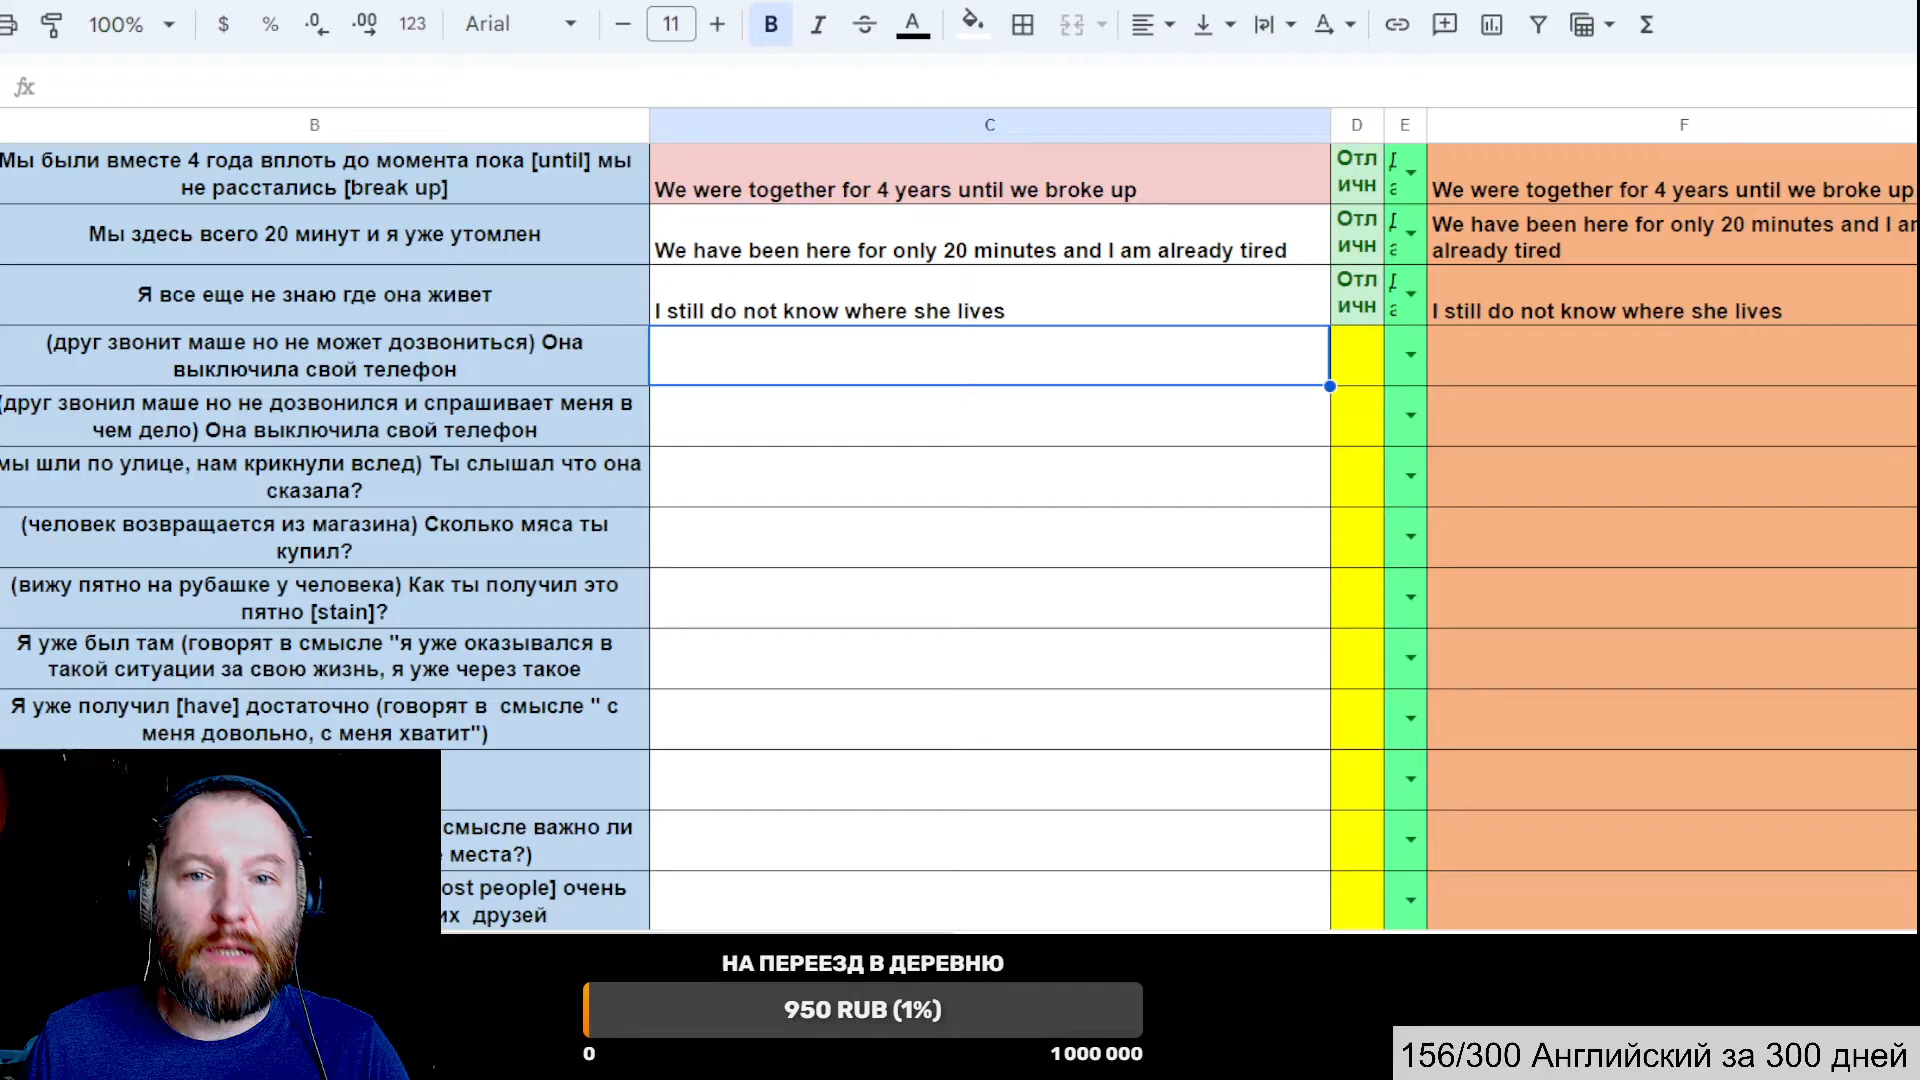 100%
$
%
.0
.00
123
Arial
11
B
I
A
Σ
fx
B
C
D
E
F
Мы были вместе 4 года вплоть до момента пока [until] мы
не расстались [break up]
We were together for 4 years until we broke up
Отл
ичн
We were together for 4 years until we broke up
Мы здесь всего 20 минут и я уже утомлен
We have been here for only 20 minutes and I am already tired
Отл
ичн
We have been here for only 20 minutes and I am
already tired
Я все еще не знаю где она живет
I still do not know where she lives
Отл
ичн
I still do not know where she lives
(друг звонит маше но не может дозвониться) Она
выключила свой телефон
(друг звонил маше но не дозвонился и спрашивает меня в
чем дело) Она выключила свой телефон
мы шли по улице, нам крикнули вслед) Ты слышал что она
сказала?
(человек возвращается из магазина) Сколько мяса ты
купил?
(вижу пятно на рубашке у человека) Как ты получил это
пятно [stain]?
Я уже был там (говорят в смысле "я уже оказывался в
такой ситуации за свою жизнь, я уже через такое
Я уже получил [have] достаточно (говорят в смысле " с
меня довольно, с меня хватит")
смысле важно ли
места?)
ost people] очень
их друзей
НА ПЕРЕЕЗД В ДЕРЕВНЮ
950 RUB (1%)
0
1 000 000
156/300 Английский за 300 дней